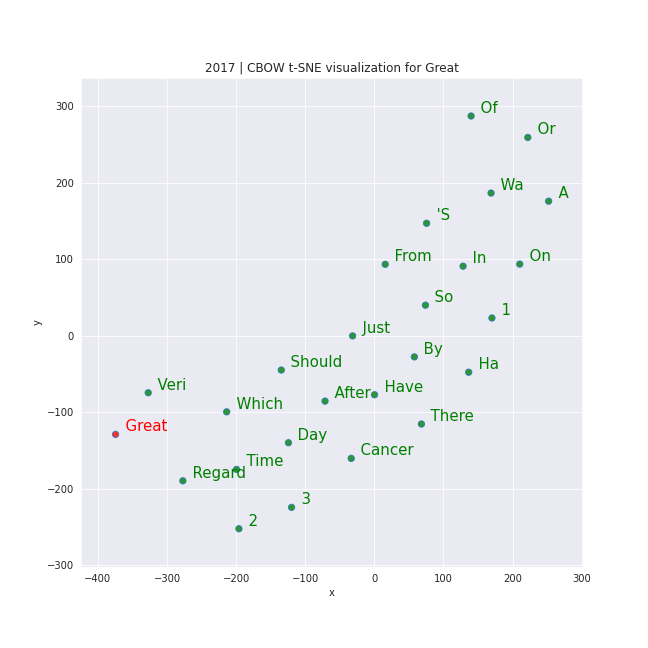 2017 | CBOW t-SNE visualization for Great
300
200
100
0
−100
−200
−300
y
Of
Or
Wa
A
'S
From
In
On
So
1
Just
By
Should
Ha
Veri
After
Have
Which
There
Great
Day
Cancer
Time
Regard
3
2
−400
−300
−200
−100
0
100
200
300
x